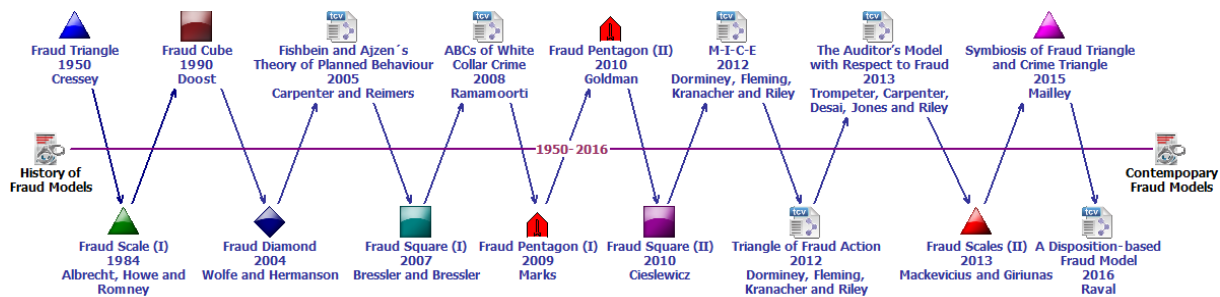 Fraud Triangle
1950
Cressey
Fraud Cube
1990
Doost
tcv
Fishbein and Ajzen´s
Theory of Planned Behaviour
2005
Carpenter and Reimers
tcv
ABCs of White
Collar Crime
2008
Ramamoorti
Fraud Pentagon (II)
2010
Goldman
tcv
M-I-C-E
2012
Dorminey, Fleming,
Kranacher and Riley
tcv
The Auditor's Model
with Respect to Fraud
2013
Trompeter, Carpenter,
Desai, Jones and Riley
Symbiosis of Fraud Triangle
and Crime Triangle
2015
Mailley
History of
Fraud Models
1950-2016
Contempopary
Fraud Models
Fraud Scale (I)
1984
Albrecht, Howe and
Romney
Fraud Diamond
2004
Wolfe and Hermanson
Fraud Square (I)
2007
Bressler and Bressler
Fraud Pentagon (I)
2009
Marks
Fraud Square (II)
2010
Cieslewicz
tcv
Triangle of Fraud Action
2012
Dorminey, Fleming,
Kranacher and Riley
Fraud Scales (II)
2013
Mackevicius and Giriunas
tcv
A Disposition-based
Fraud Model
2016
Raval